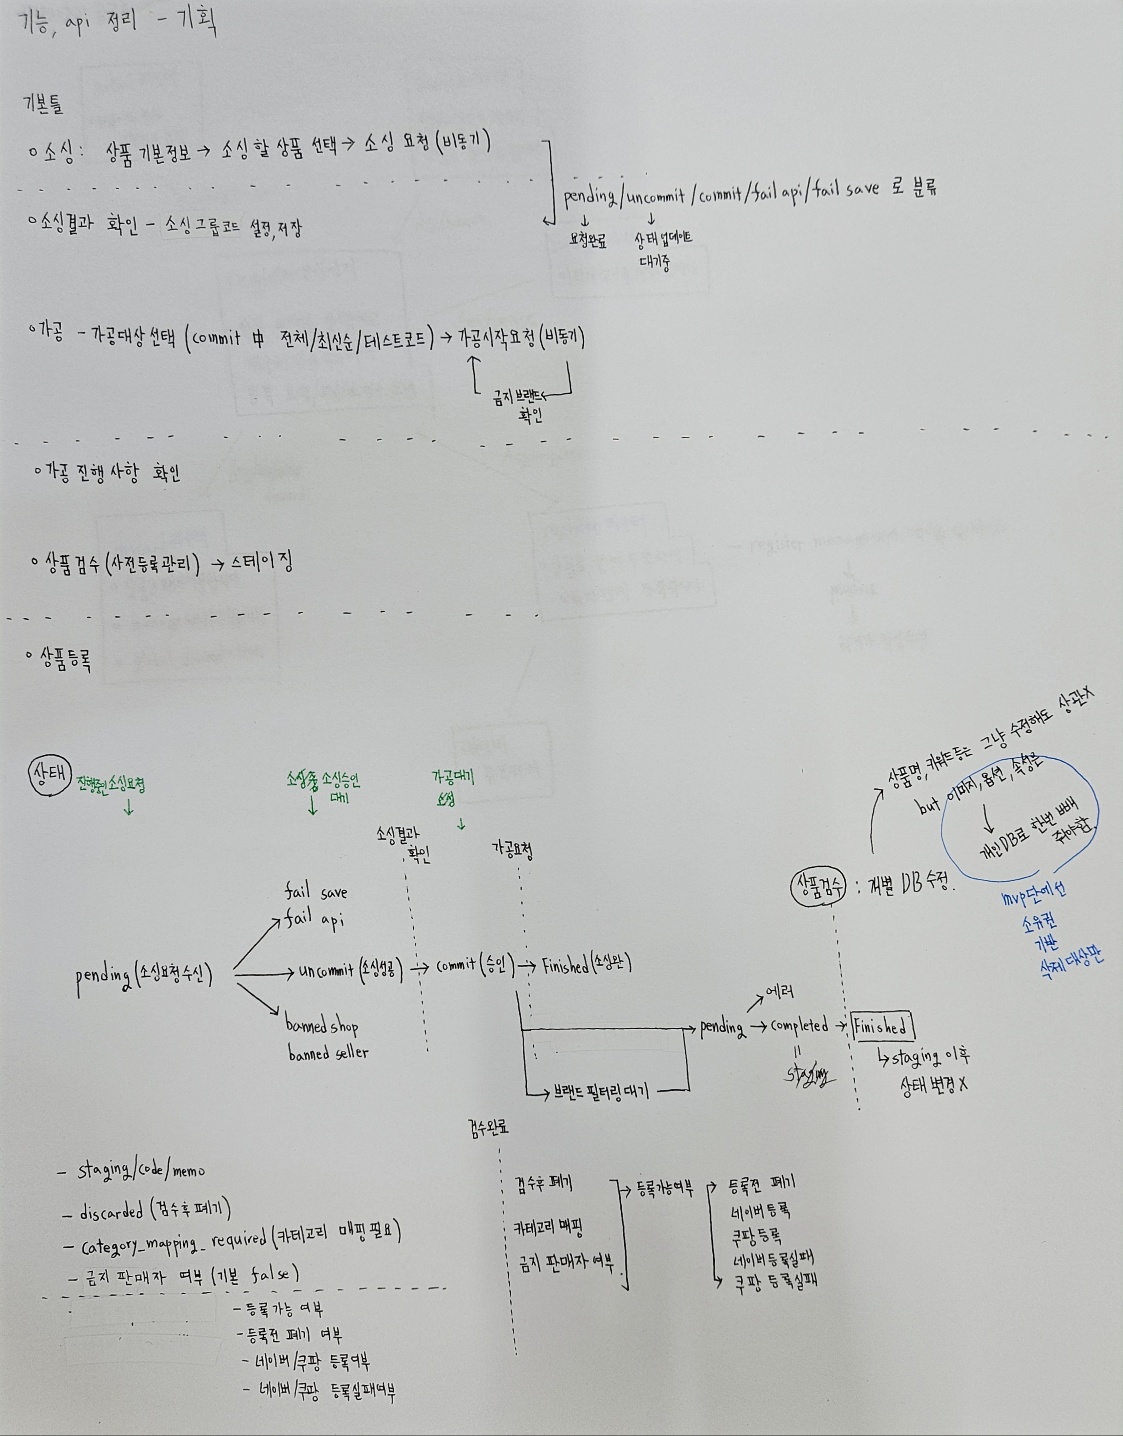 기능, api 정리 - 기획
기본틀
o 소싱: 상품 기본정보 → 소싱할 상품 선택 → 소싱 요청 (비동기)
pending/uncommit/commit/fail api/fail save 로 분류
↓ 요청완료
↓ 상태 업데이트
대기중
o 소싱결과 확인 - 소싱그룹코드 설정, 저장
o 가공 - 가공대상 선택 (commit 中 전체/최신순/테스트코드) → 가공시작요청 (비동기)
금지브랜드
확인
o 가공 진행사항 확인
o 상품검수 (사전등록관리) → 스테이징
o 상품등록
상태
진행중인 소싱요청
↓
소싱승인
대기
↓
가공대기
요청
↓
소싱결과
확인
가공요청
fail save
fail api
pending (소싱요청 수신)
→ uncommit (소싱성공) → commit (승인) → Finished (소싱완)
banned shop
banned seller
→ 브랜드 필터링 대기
→ pending → completed → Finished
에러
=
staging
↳ staging 이후
상태 변경 X
상품검수 : 개별 DB 수정.
상품명, 키워드등은 그냥 수정해도 상관X
but 이미지, 옵션, 속성은
↓
개인DB로 한번 빼
줘야함.
mvp단에선
소유권
기반
삭제 대상판
- staging/code/memo
- discarded (검수후 폐기)
- category_mapping_required (카테고리 매핑 필요)
- 금지 판매자 여부 (기본 false)
- 등록가능 여부
- 등록전 폐기 여부
- 네이버/쿠팡 등록여부
- 네이버/쿠팡 등록실패여부
검수완료
검수후 폐기
카테고리 매핑
금지 판매자 여부
→ 등록가능여부
등록전 폐기
네이버등록
쿠팡 등록
네이버등록실패
쿠팡 등록실패